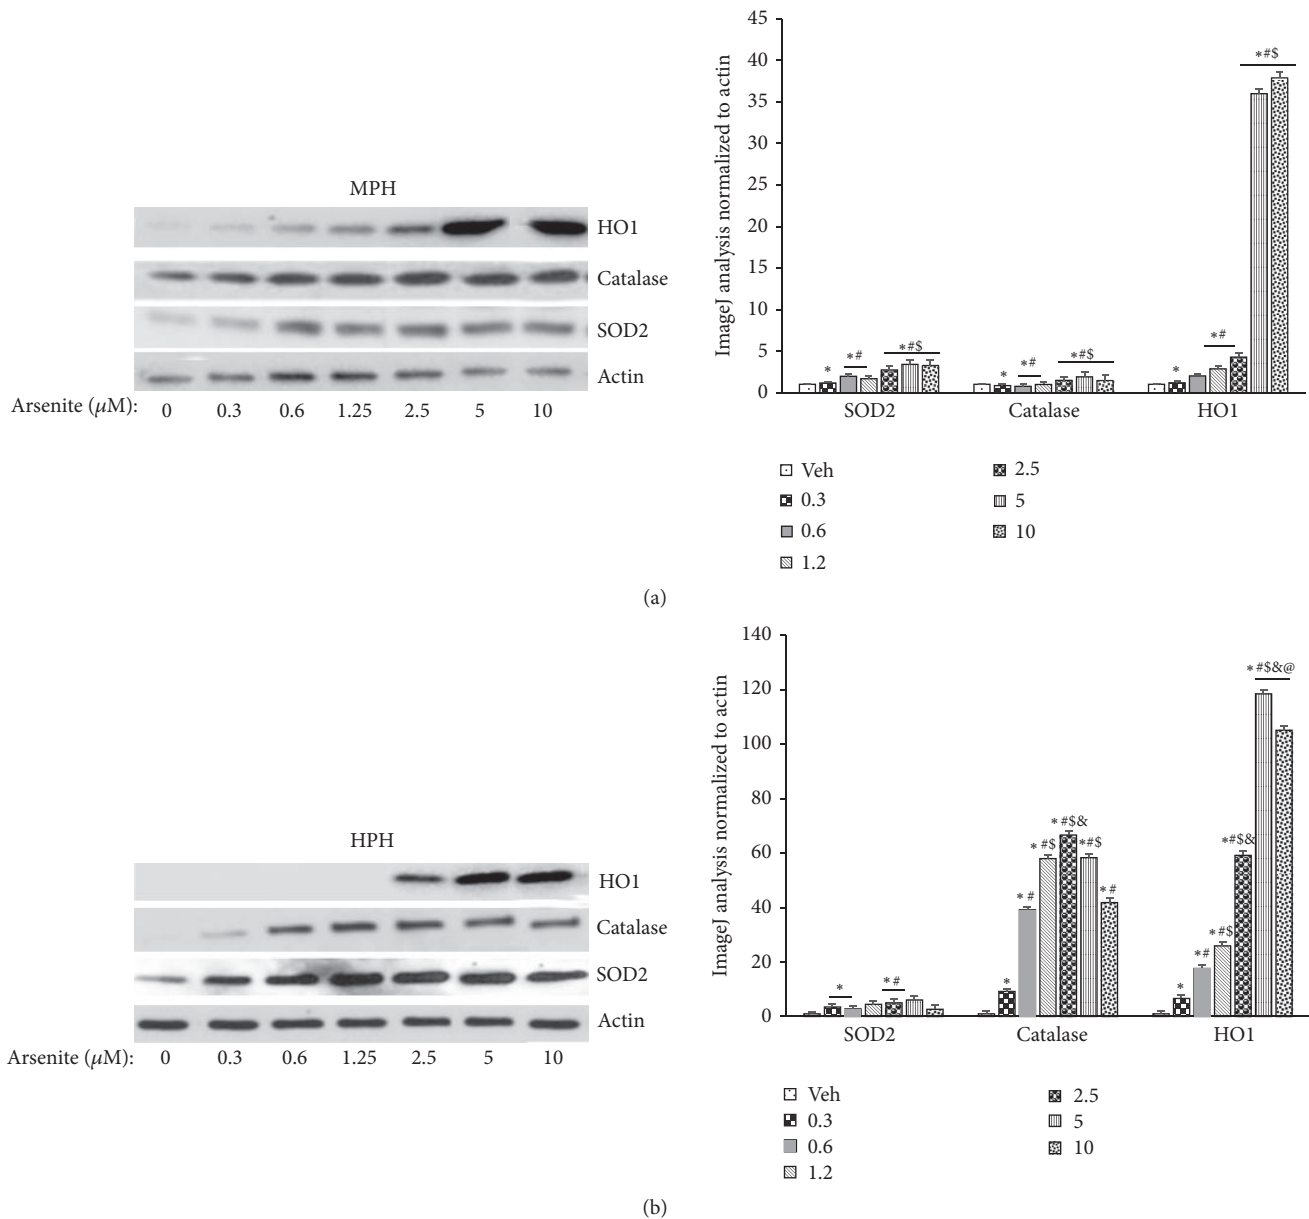 MPH
HO1
Catalase
SOD2
Actin
Arsenite (μM): 0 0.3 0.6 1.25 2.5 5 10
ImageJ analysis normalized to actin
45
40
35
30
25
20
15
10
5
0
* *# *#$
* *# *#$
* *# *#$
SOD2 Catalase HO1
Veh
0.3
0.6
1.2
2.5
5
10
(a)
HPH
HO1
Catalase
SOD2
Actin
Arsenite (μM): 0 0.3 0.6 1.25 2.5 5 10
ImageJ analysis normalized to actin
140
120
100
80
60
40
20
0
* *#
* *# *#$ *#$& *#$ *#
* *# *#$ *#$& *#$&@
SOD2 Catalase HO1
Veh
0.3
0.6
1.2
2.5
5
10
(b)